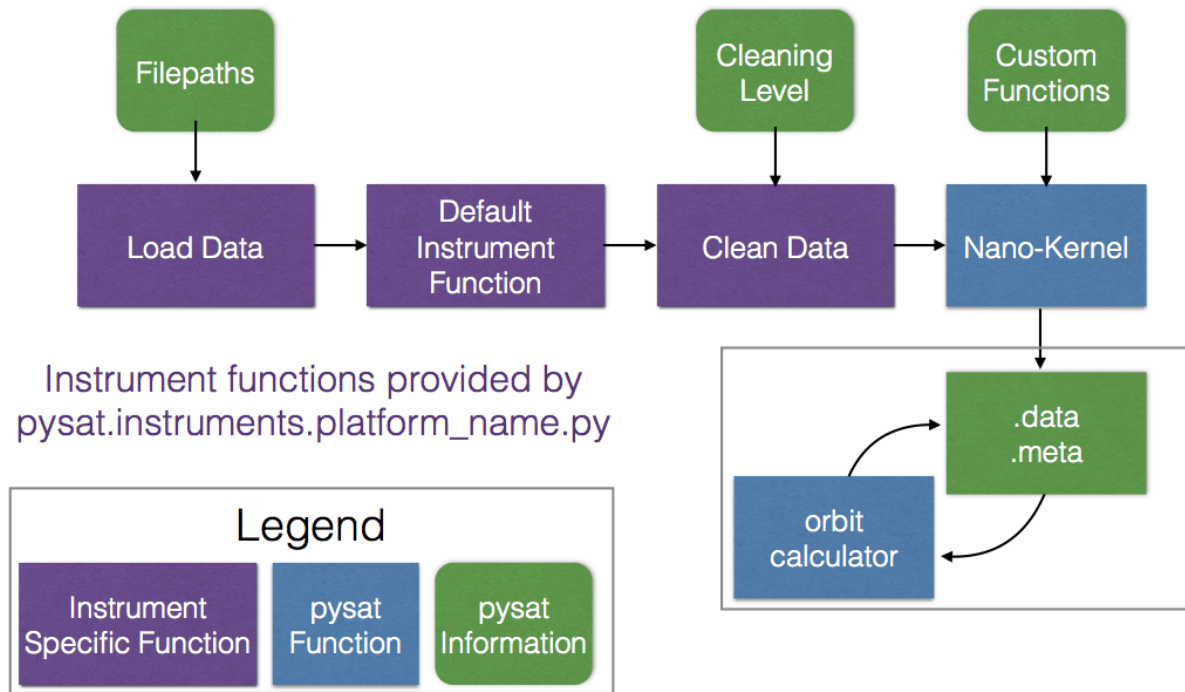 Filepaths
Cleaning
Level
Custom
Functions
Load Data
Default
Instrument
Function
Clean Data
Nano-Kernel
Instrument functions provided by
pysat.instruments.platform_name.py
.data
.meta
orbit
calculator
Legend
Instrument
Specific Function
pysat
Function
pysat
Information